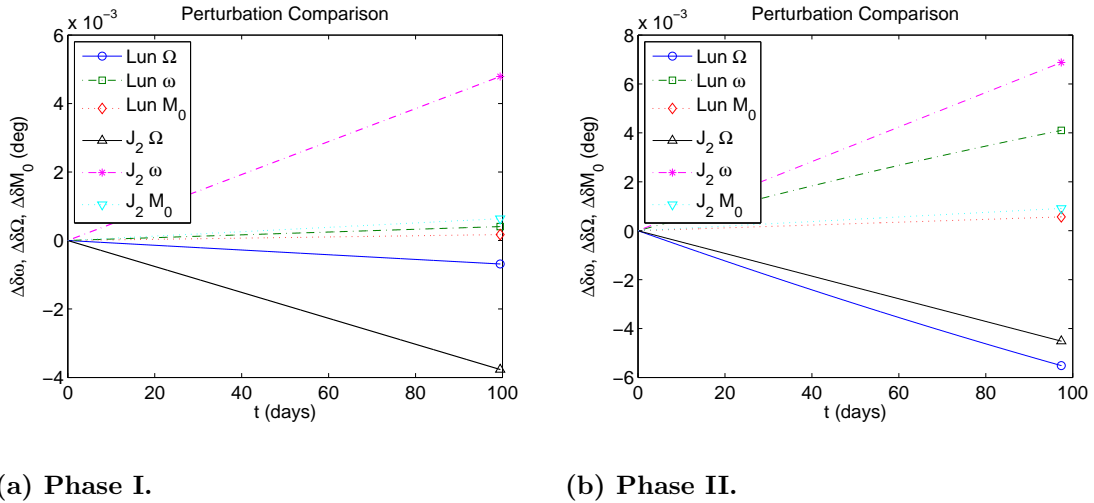 Perturbation Comparison
x 10⁻³
6
4
2
0
−2
−4
0 20 40 60 80 100
t (days)
Δδω, ΔδΩ, ΔδM₀ (deg)
Lun Ω
Lun ω
Lun M₀
J₂ Ω
J₂ ω
J₂ M₀
(a) Phase I.
Perturbation Comparison
x 10⁻³
8
6
4
2
0
−2
−4
−6
0 20 40 60 80 100
t (days)
Δδω, ΔδΩ, ΔδM₀ (deg)
Lun Ω
Lun ω
Lun M₀
J₂ Ω
J₂ ω
J₂ M₀
(b) Phase II.